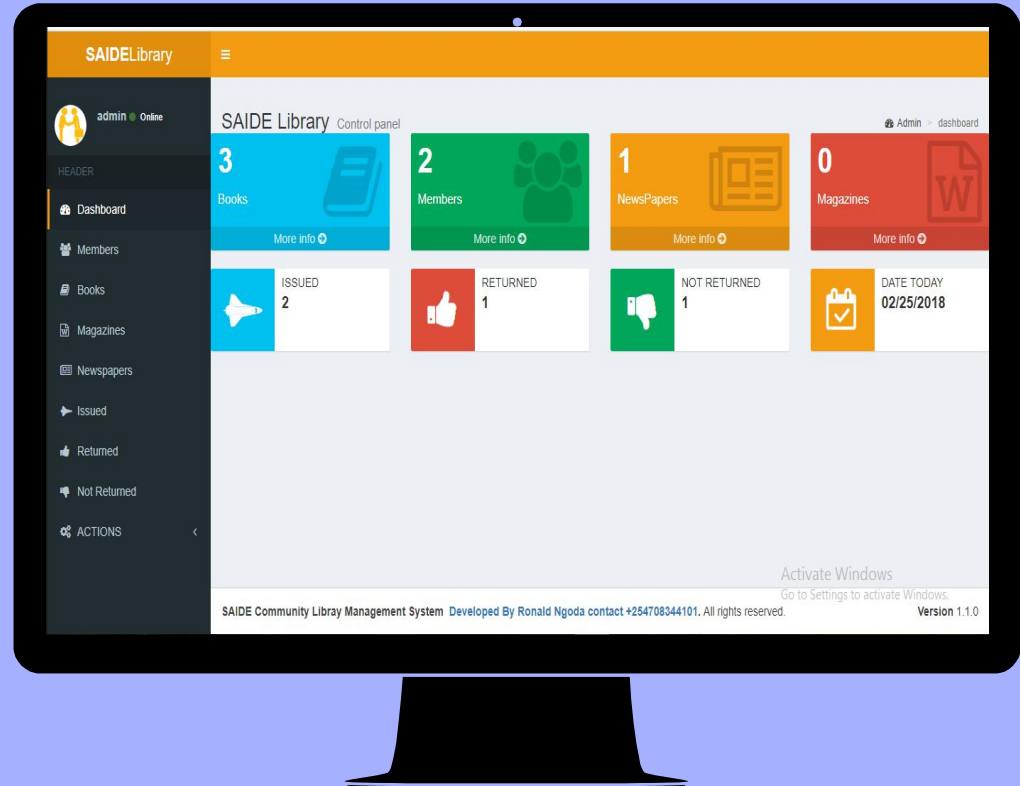 SAIDELibrary
admin Online
HEADER
Dashboard
Members
Books
Magazines
Newspapers
Issued
Returned
Not Returned
ACTIONS
SAIDE Library Control panel
Admin > dashboard
3
Books
More info
2
Members
More info
1
NewsPapers
More info
0
Magazines
W
More info
ISSUED
2
RETURNED
1
NOT RETURNED
1
DATE TODAY
02/25/2018
Activate Windows
Go to Settings to activate Windows.
SAIDE Community Libray Management System Developed By Ronald Ngoda contact +254708344101. All rights reserved.
Version 1.1.0